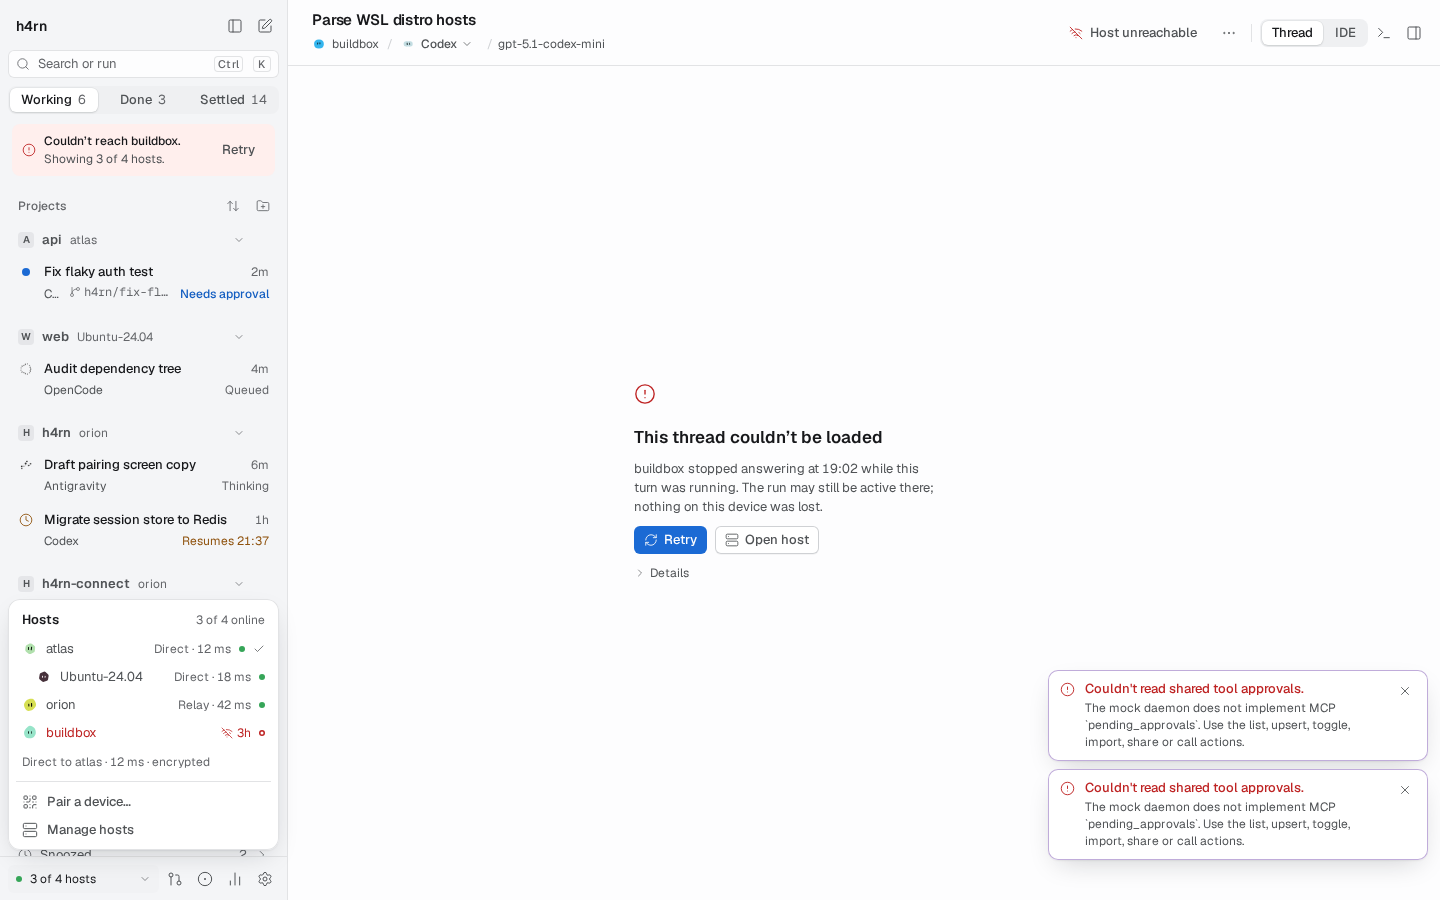 h4rn
Search or run Ctrl K
Working 6 Done 3 Settled 14
Couldn't reach buildbox.
Showing 3 of 4 hosts.
Retry
Projects
A api atlas
Fix flaky auth test 2m
C… h4rn/fix-fl… Needs approval
W web Ubuntu-24.04
Audit dependency tree 4m
OpenCode Queued
H h4rn orion
Draft pairing screen copy 6m
Antigravity Thinking
Migrate session store to Redis 1h
Codex Resumes 21:37
H h4rn-connect orion
Hosts 3 of 4 online
atlas Direct · 12 ms
Ubuntu-24.04 Direct · 18 ms
orion Relay · 42 ms
buildbox 3h
Direct to atlas · 12 ms · encrypted
Pair a device…
Manage hosts
Snoozed 2
3 of 4 hosts
Parse WSL distro hosts
buildbox / Codex / gpt-5.1-codex-mini
Host unreachable
Thread IDE
This thread couldn’t be loaded
buildbox stopped answering at 19:02 while this
turn was running. The run may still be active there;
nothing on this device was lost.
Retry Open host
Details
Couldn't read shared tool approvals.
The mock daemon does not implement MCP
`pending_approvals`. Use the list, upsert, toggle,
import, share or call actions.
Couldn't read shared tool approvals.
The mock daemon does not implement MCP
`pending_approvals`. Use the list, upsert, toggle,
import, share or call actions.